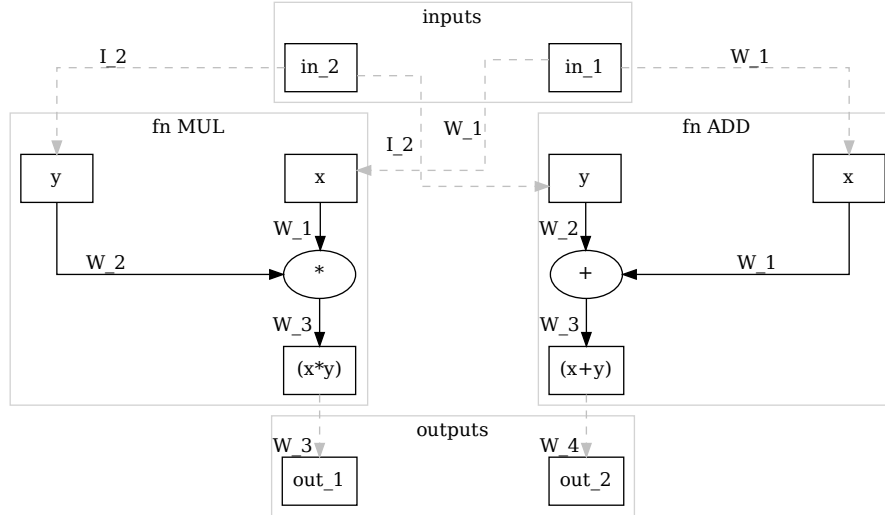 inputs
I_2
in_2
in_1
W_1
W_1
I_2
fn MUL
fn ADD
y
x
y
x
W_1
W_2
W_2
*
+
W_1
W_3
W_3
(x*y)
(x+y)
outputs
W_3
W_4
out_1
out_2